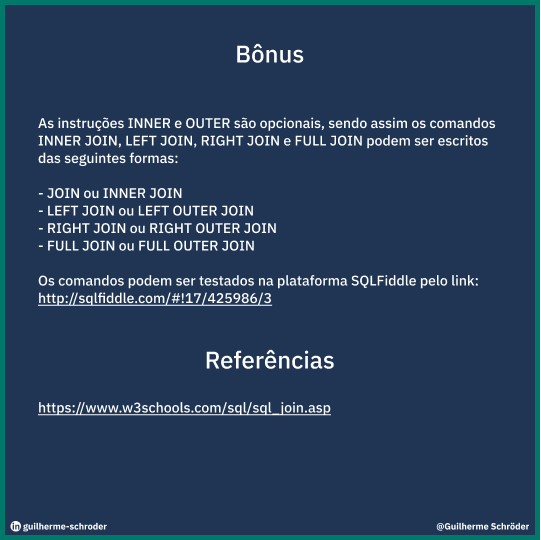 Bônus
As instruções INNER e OUTER são opcionais, sendo assim os comandos
INNER JOIN, LEFT JOIN, RIGHT JOIN e FULL JOIN podem ser escritos
das seguintes formas:
- JOIN ou INNER JOIN
- LEFT JOIN ou LEFT OUTER JOIN
- RIGHT JOIN ou RIGHT OUTER JOIN
- FULL JOIN ou FULL OUTER JOIN
Os comandos podem ser testados na plataforma SQLFiddle pelo link:
http://sqlfiddle.com/#!17/425986/3
Referências
https://www.w3schools.com/sql/sql_join.asp
in guilherme-schroder
@Guilherme Schröder